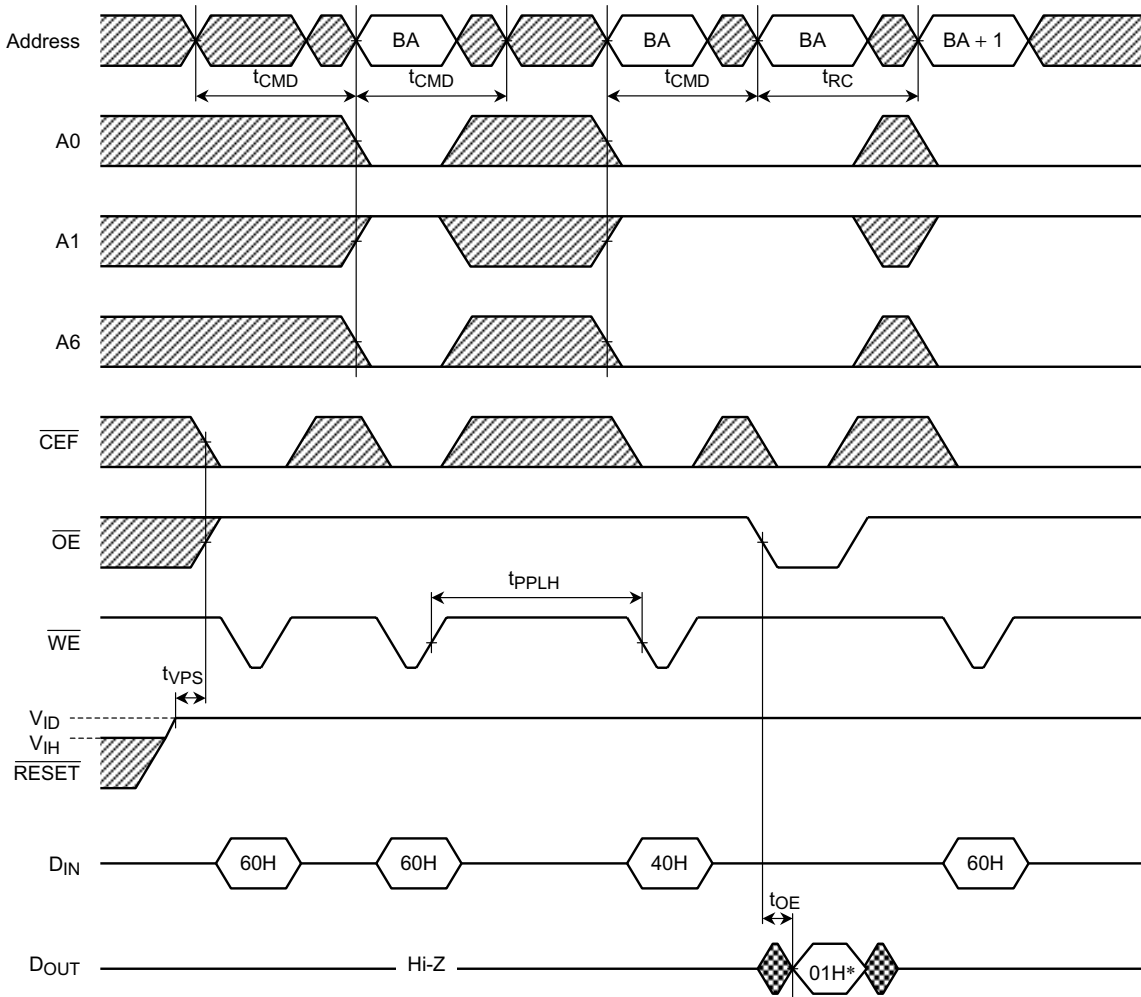 Address BA BA BA BA + 1
tCMD tCMD tCMD tRC
A0
A1
A6
CEF
OE
tPPLH
WE
tVPS
VID
VIH
RESET
DIN 60H 60H 40H 60H
tOE
DOUT Hi-Z 01H*